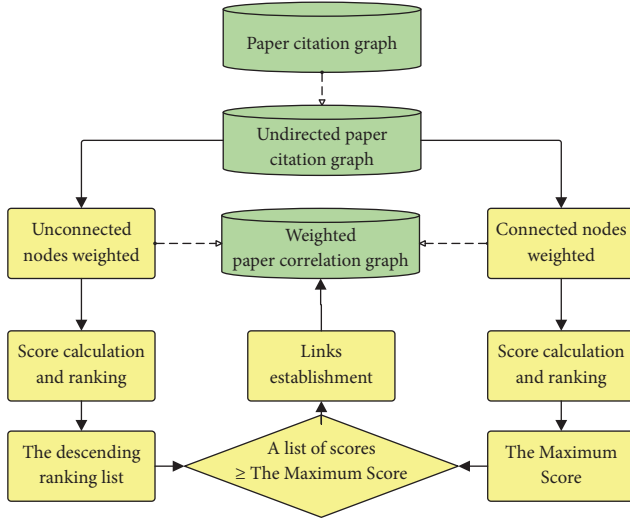 Paper citation graph
Undirected paper
citation graph
Unconnected
nodes weighted
Weighted
paper correlation graph
Connected nodes
weighted
Score calculation
and ranking
Links
establishment
Score calculation
and ranking
The descending
ranking list
A list of scores
≥ The Maximum Score
The Maximum
Score